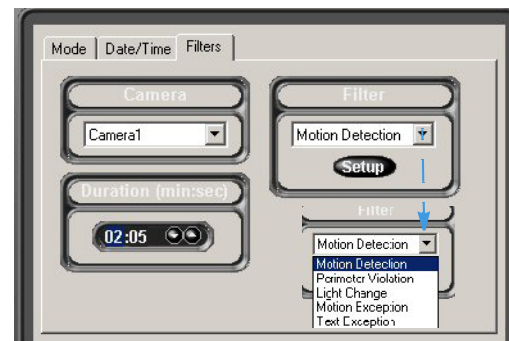 Mode Date/Time Filters
Camera
Camera1
Filter
Motion Detection
Setup
Duration (min:sec)
02:05
Filter
Motion Detection
Motion Detection
Perimeter Violation
Light Change
Motion Exception
Text Exception